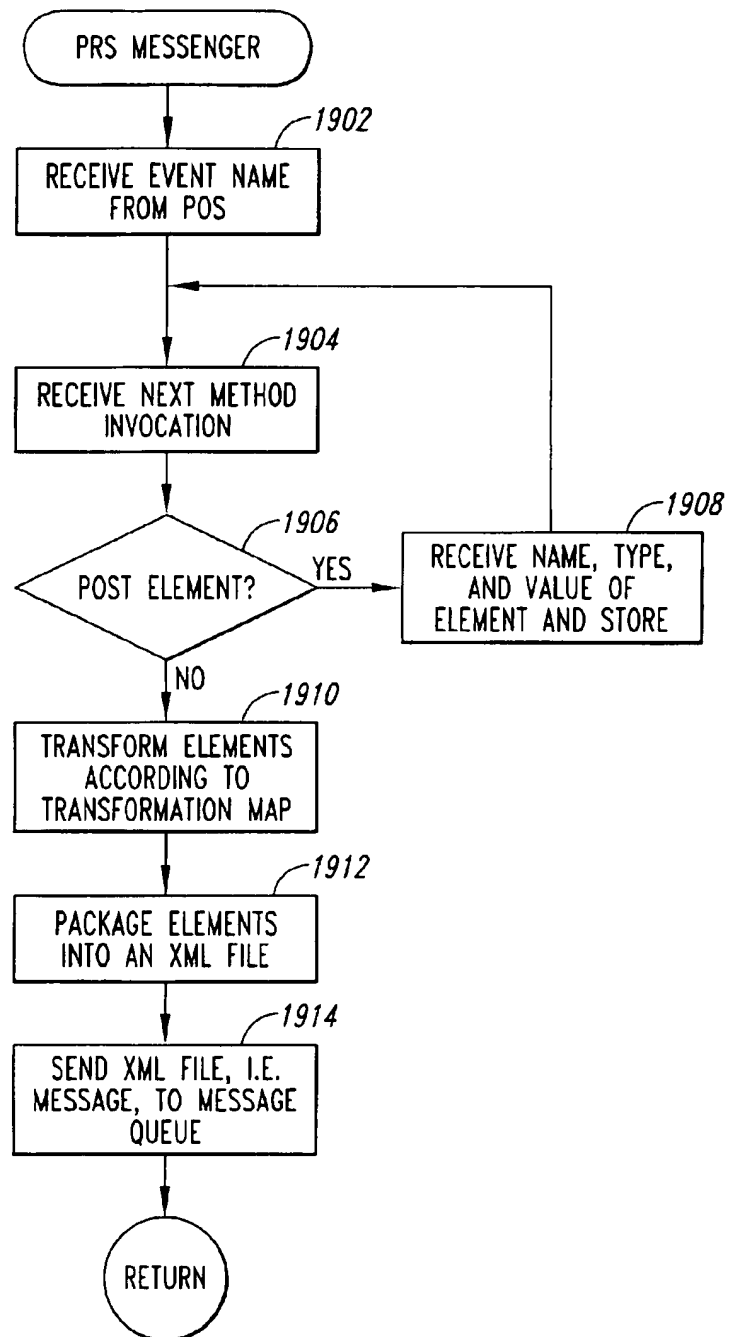 PRS MESSENGER
1902
RECEIVE EVENT NAME
FROM POS
1904
RECEIVE NEXT METHOD
INVOCATION
1906
POST ELEMENT?
YES
1908
RECEIVE NAME, TYPE,
AND VALUE OF
ELEMENT AND STORE
NO
1910
TRANSFORM ELEMENTS
ACCORDING TO
TRANSFORMATION MAP
1912
PACKAGE ELEMENTS
INTO AN XML FILE
1914
SEND XML FILE, I.E.
MESSAGE, TO MESSAGE
QUEUE
RETURN